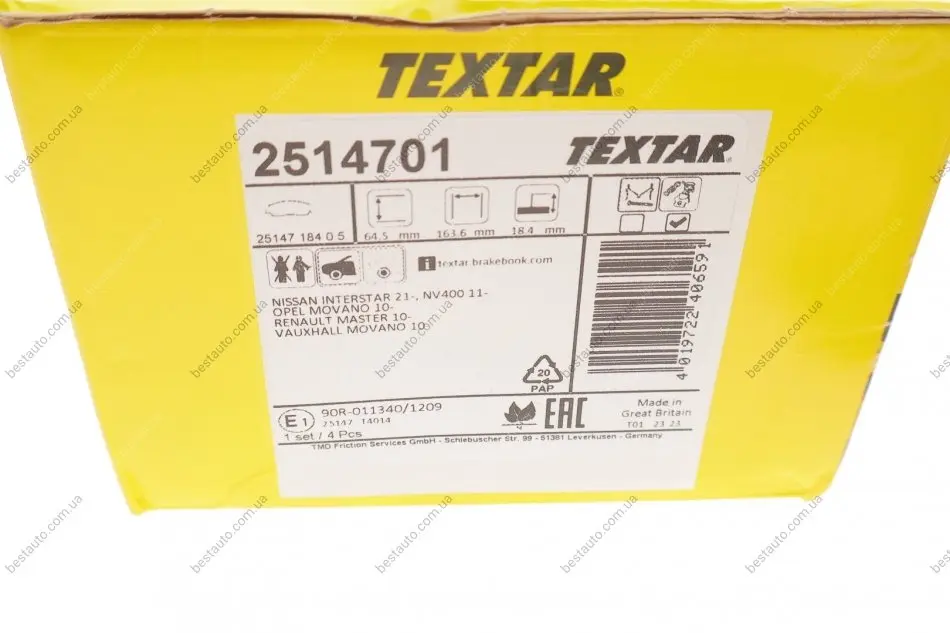 TEXTAR®
2514701
TEXTAR®
25147 184 0 5
64.5 mm
163.6 mm
18.4 mm
i textar.brakebook.com
NISSAN INTERSTAR 21-, NV400 11-
OPEL MOVANO 10-
RENAULT MASTER 10-
VAUXHALL MOVANO 10-
4 019722 406591
20
PAP
E1
90R-011340/1209
25147 14014
1 set / 4 Pcs
EAC
Made in
Great Britain
T01 23 23
TMD Friction Services GmbH - Schlebuscher Str. 99 - 51381 Leverkusen - Germany
bestauto.com.ua